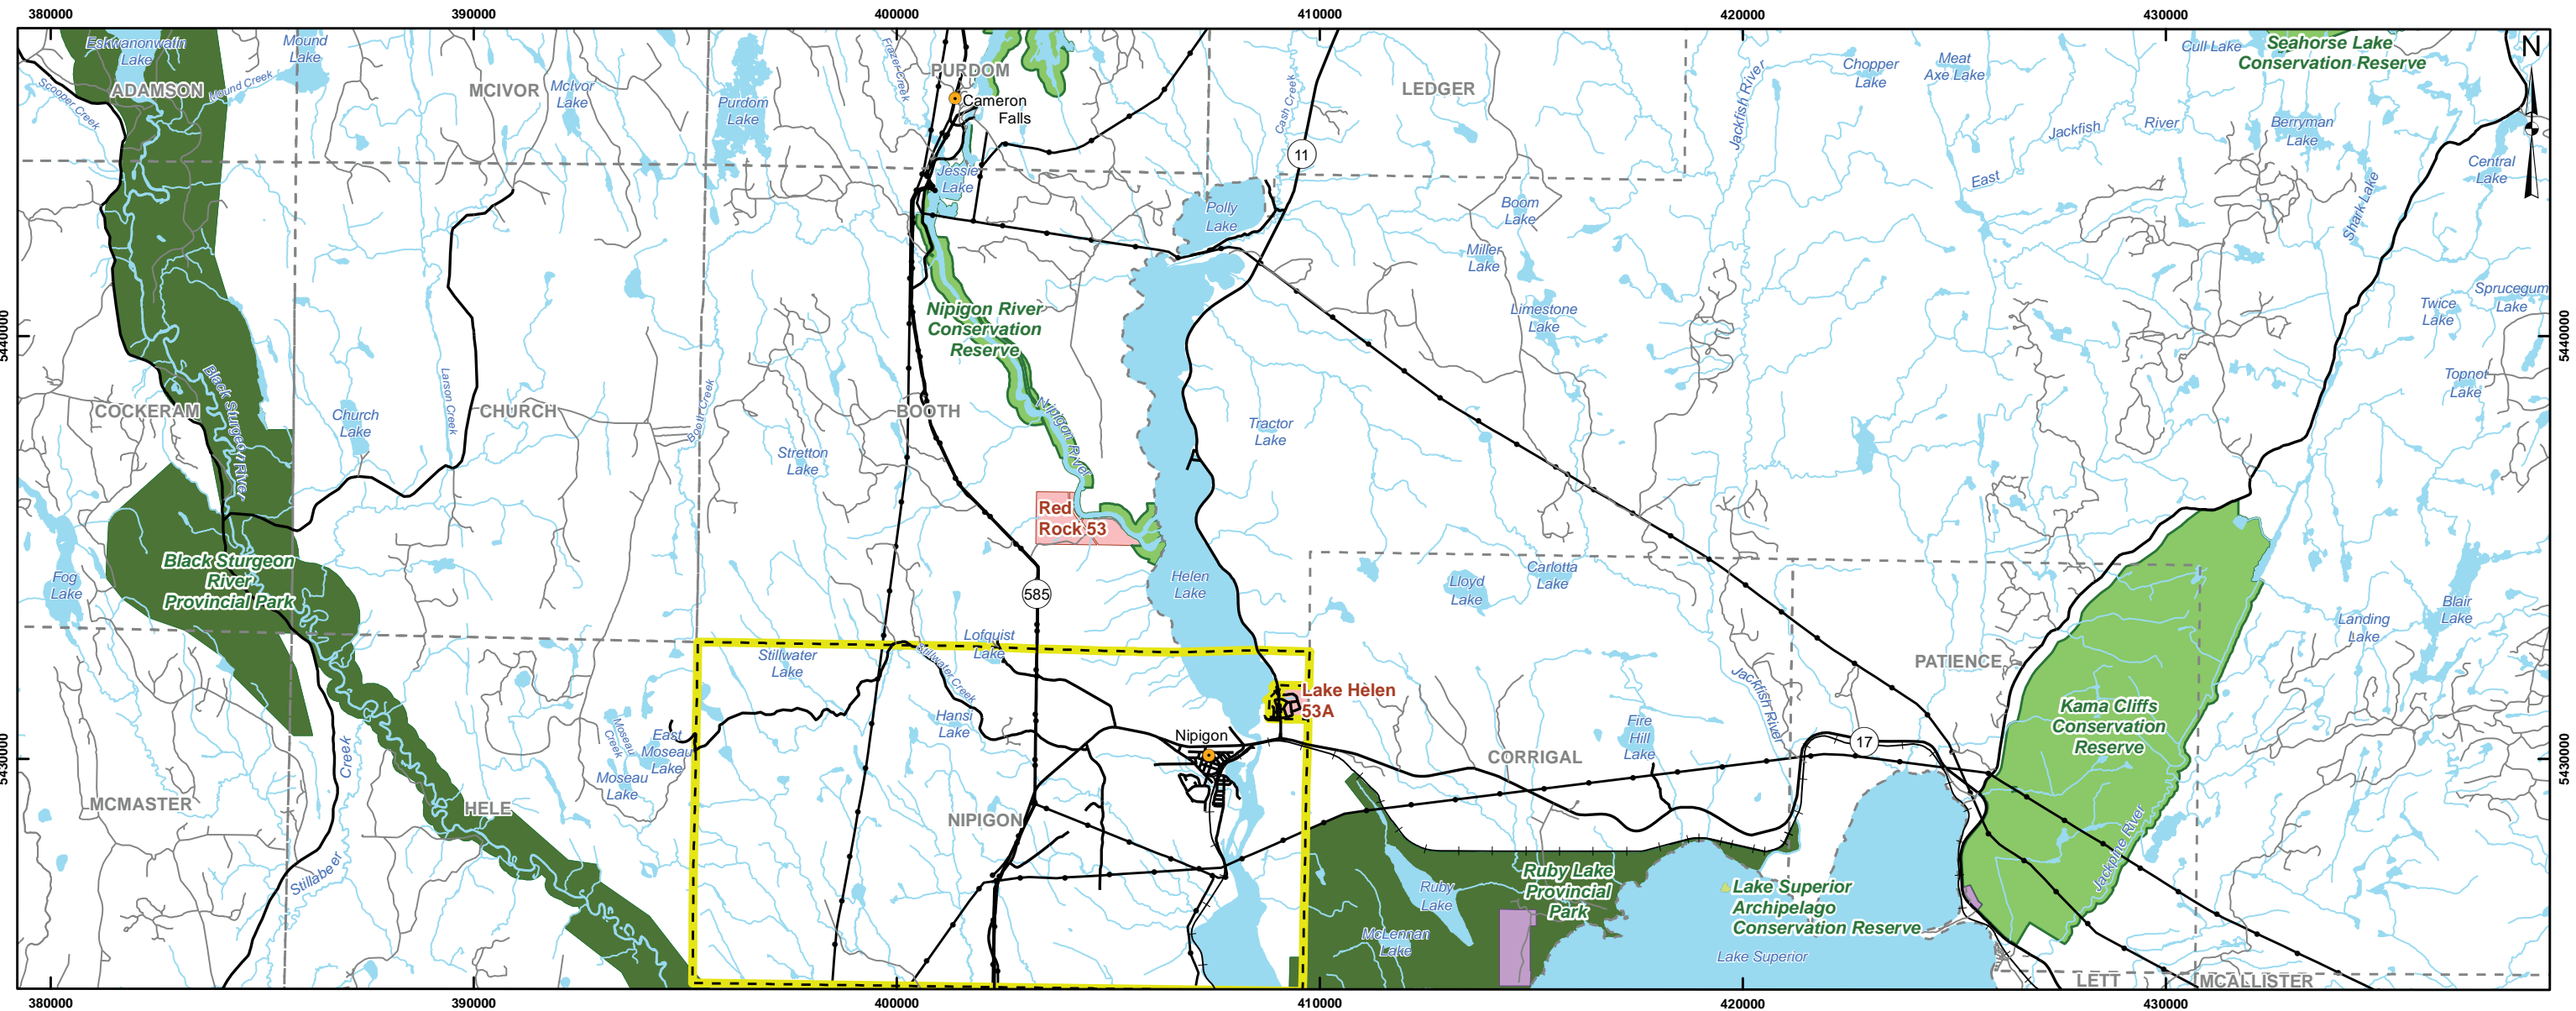 380000
390000
400000
410000
420000
430000
Eskwanonwatin
Lake
Mound
Lake
Scooper Creek
ADAMSON
Mound Creek
MCIVOR
McIvor
Lake
Purdom
Lake
Frazer Creek
PURDOM
Cameron
Falls
Cash Creek
11
LEDGER
Jackfish River
Chopper
Lake
Meat
Axe Lake
Cull Lake
Seahorse Lake
Conservation Reserve
N
East
Jackfish
River
Berryman
Lake
Shark Lake
Central
Lake
Jessie
Lake
Polly
Lake
Boom
Lake
Miller
Lake
Limestone
Lake
Twice
Lake
Sprucegum
Lake
Topnot
Lake
5440000
5440000
Nipigon River
Conservation
Reserve
Black Sturgeon River
COCKERAM
Church
Lake
Larson Creek
CHURCH
Booth Creek
Stretton
Lake
BOOTH
Nipigon River
Tractor
Lake
Red
Rock 53
Black Sturgeon
River
Provincial Park
Fog
Lake
585
Helen
Lake
Lloyd
Lake
Carlotta
Lake
Landing
Lake
Blair
Lake
Stillwater
Lake
Stillwater Creek
Lofquist
Lake
Hansi
Lake
Lake Helen
53A
Nipigon
Moseau
Creek
East
Moseau
Lake
Moseau
Lake
Fire
Hill
Lake
Jackfish River
PATIENCE
Kama Cliffs
Conservation
Reserve
17
CORRIGAL
5430000
5430000
MCMASTER
Creek
Stillabeer
HELE
NIPIGON
Ruby
Lake
McLennan
Lake
Ruby Lake
Provincial
Park
Lake Superior
Archipelago
Conservation Reserve
Lake Superior
Jackpine River
LETT
MCALLISTER
380000
390000
400000
410000
420000
430000